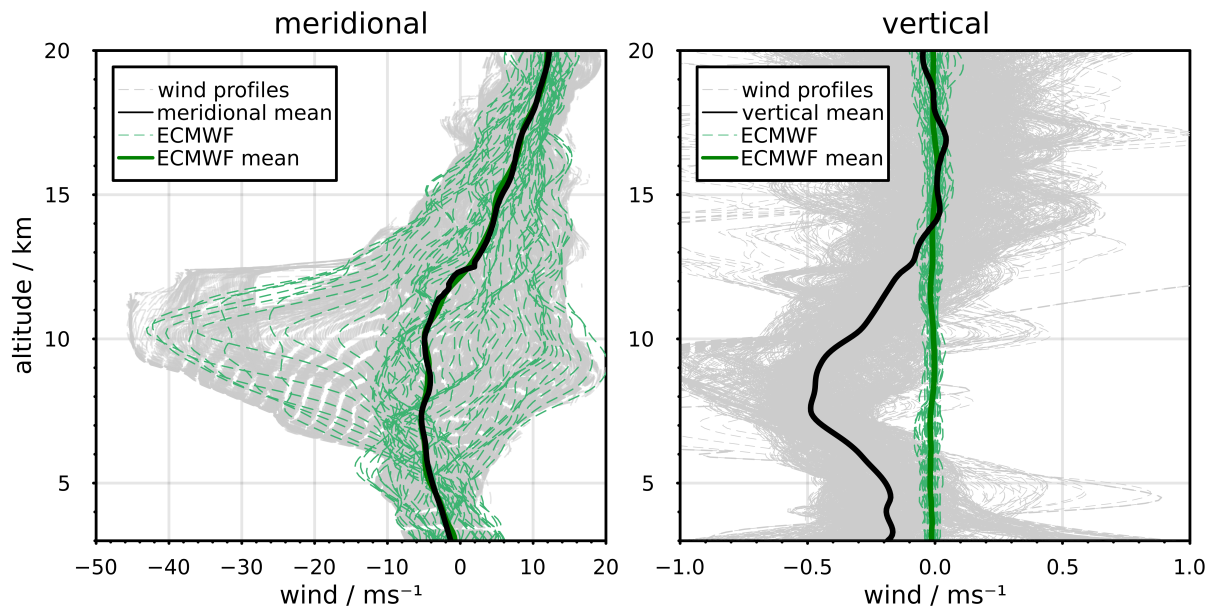 meridional
vertical
20
15
10
5
altitude / km
wind profiles
meridional mean
ECMWF
ECMWF mean
−50
−40
−30
−20
−10
0
10
20
wind / ms⁻¹
20
15
10
5
wind profiles
vertical mean
ECMWF
ECMWF mean
−1.0
−0.5
0.0
0.5
1.0
wind / ms⁻¹